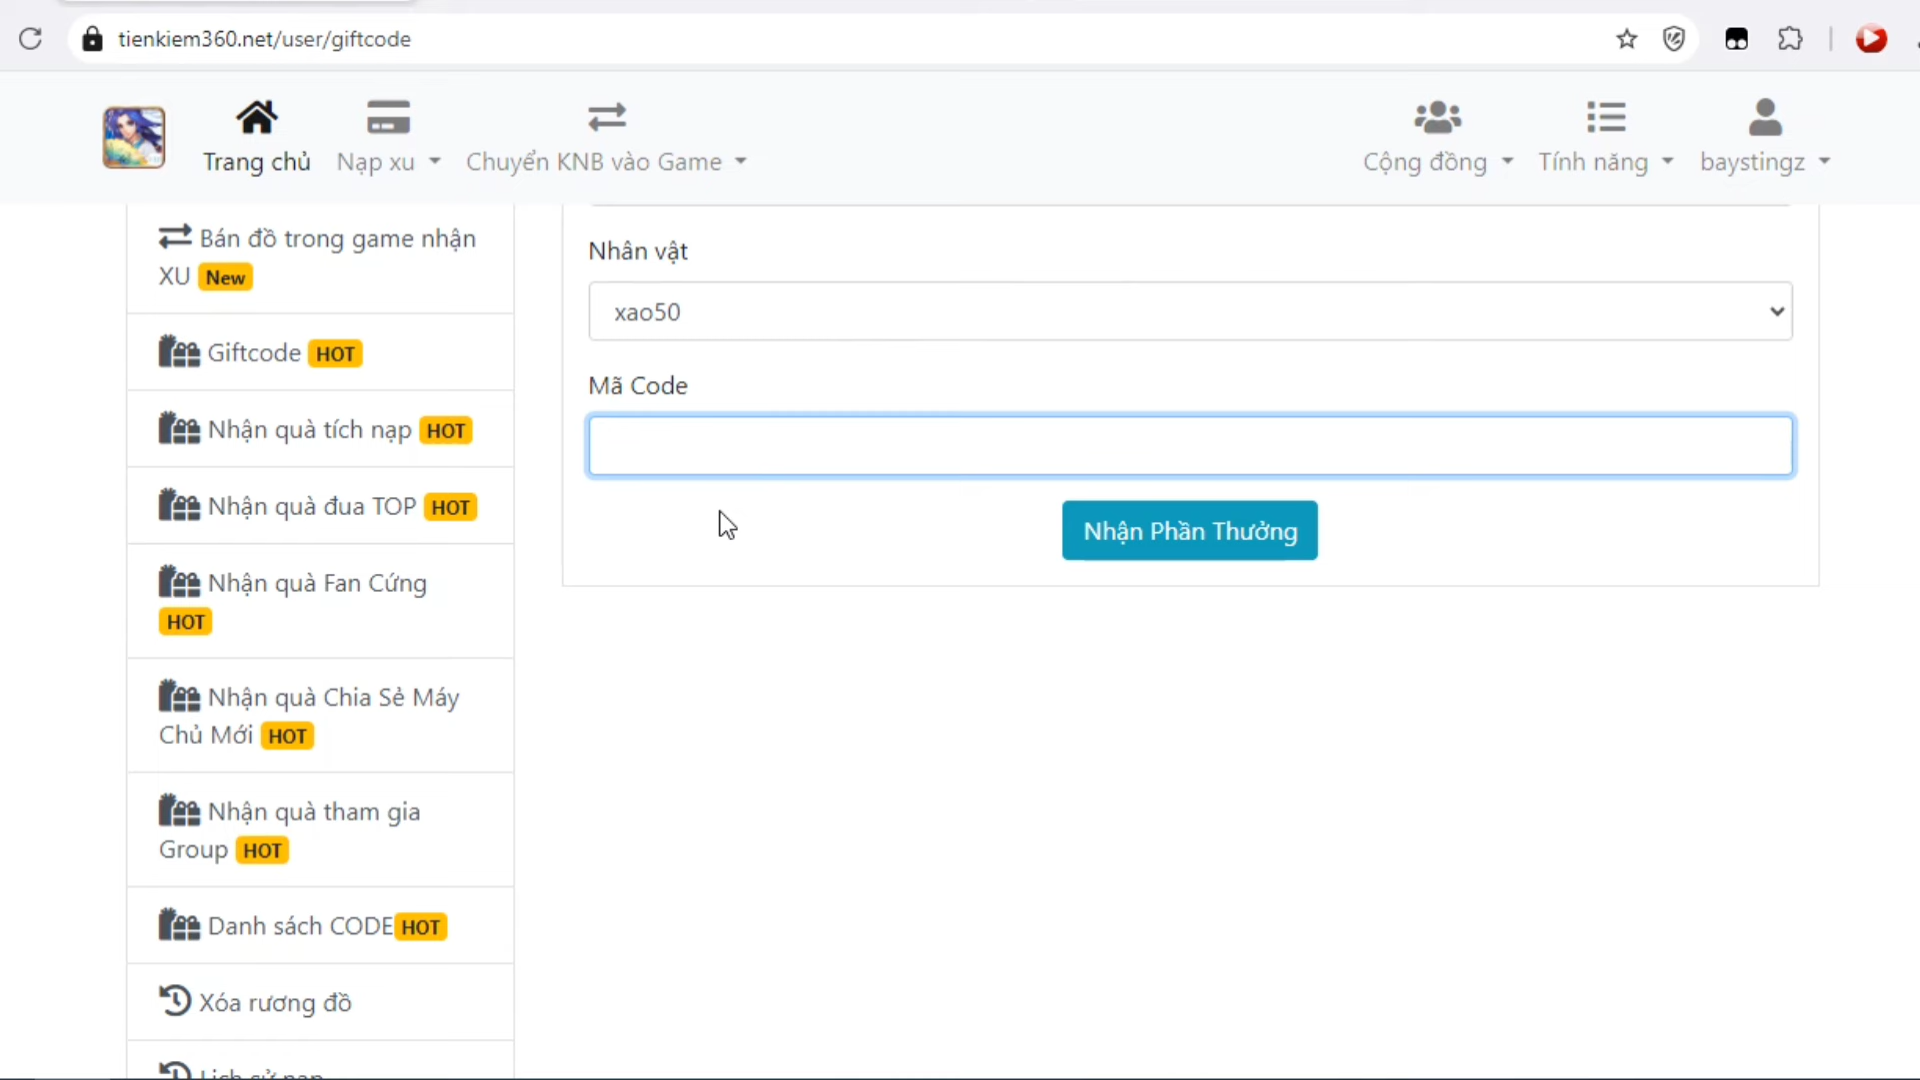 tienkiem360.net/user/giftcode
Trang chủ
Nạp xu
Chuyển KNB vào Game
Cộng đồng
Tính năng
baystingz
Bán đồ trong game nhận
XU New
Giftcode HOT
Nhận quà tích nạp HOT
Nhận quà đua TOP HOT
Nhận quà Fan Cứng
HOT
Nhận quà Chia Sẻ Máy
Chủ Mới HOT
Nhận quà tham gia
Group HOT
Danh sách CODE HOT
Xóa rương đồ
Lịch sử nạp
Nhân vật
xao50
Mã Code
Nhận Phần Thưởng